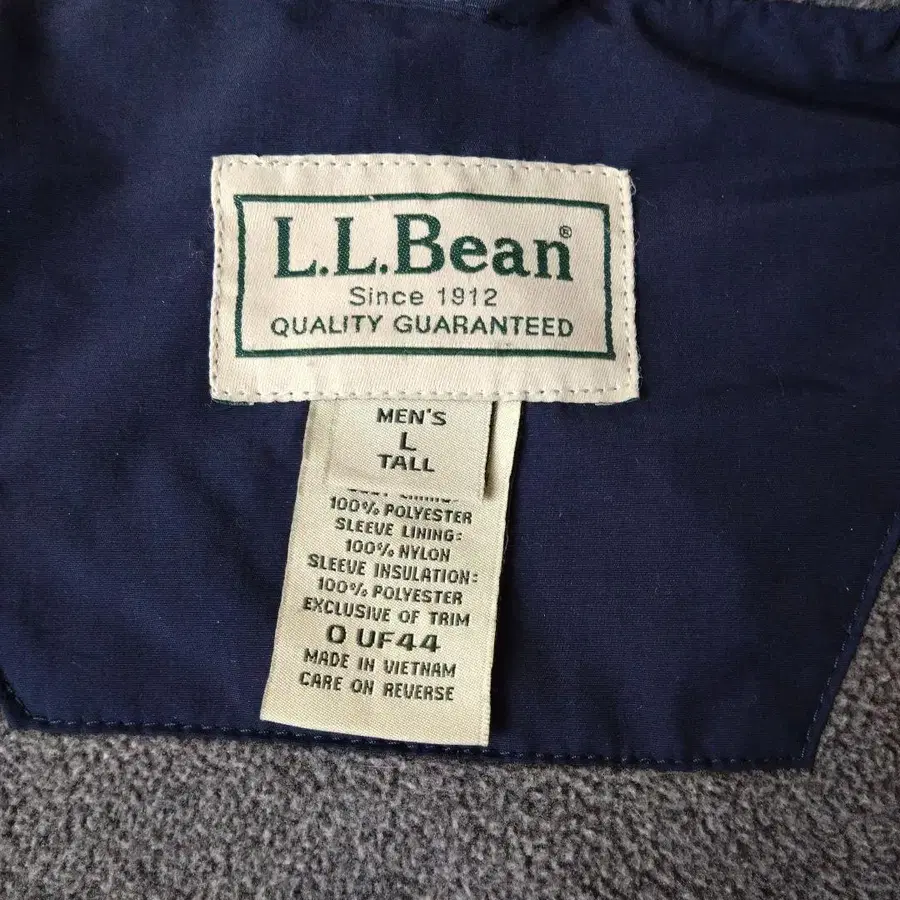 L.L.Bean®
Since 1912
QUALITY GUARANTEED
MEN'S
L
TALL
100% POLYESTER
SLEEVE LINING:
100% NYLON
SLEEVE INSULATION:
100% POLYESTER
EXCLUSIVE OF TRIM
0 UF44
MADE IN VIETNAM
CARE ON REVERSE